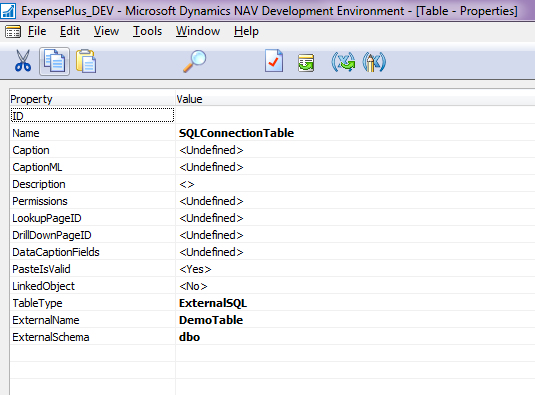 ExpensePlus_DEV - Microsoft Dynamics NAV Development Environment - [Table - Properties]
File Edit View Tools Window Help
Property Value
ID
Name SQLConnectionTable
Caption <Undefined>
CaptionML <Undefined>
Description <>
Permissions <Undefined>
LookupPageID <Undefined>
DrillDownPageID <Undefined>
DataCaptionFields <Undefined>
PasteIsValid <Yes>
LinkedObject <No>
TableType ExternalSQL
ExternalName DemoTable
ExternalSchema dbo